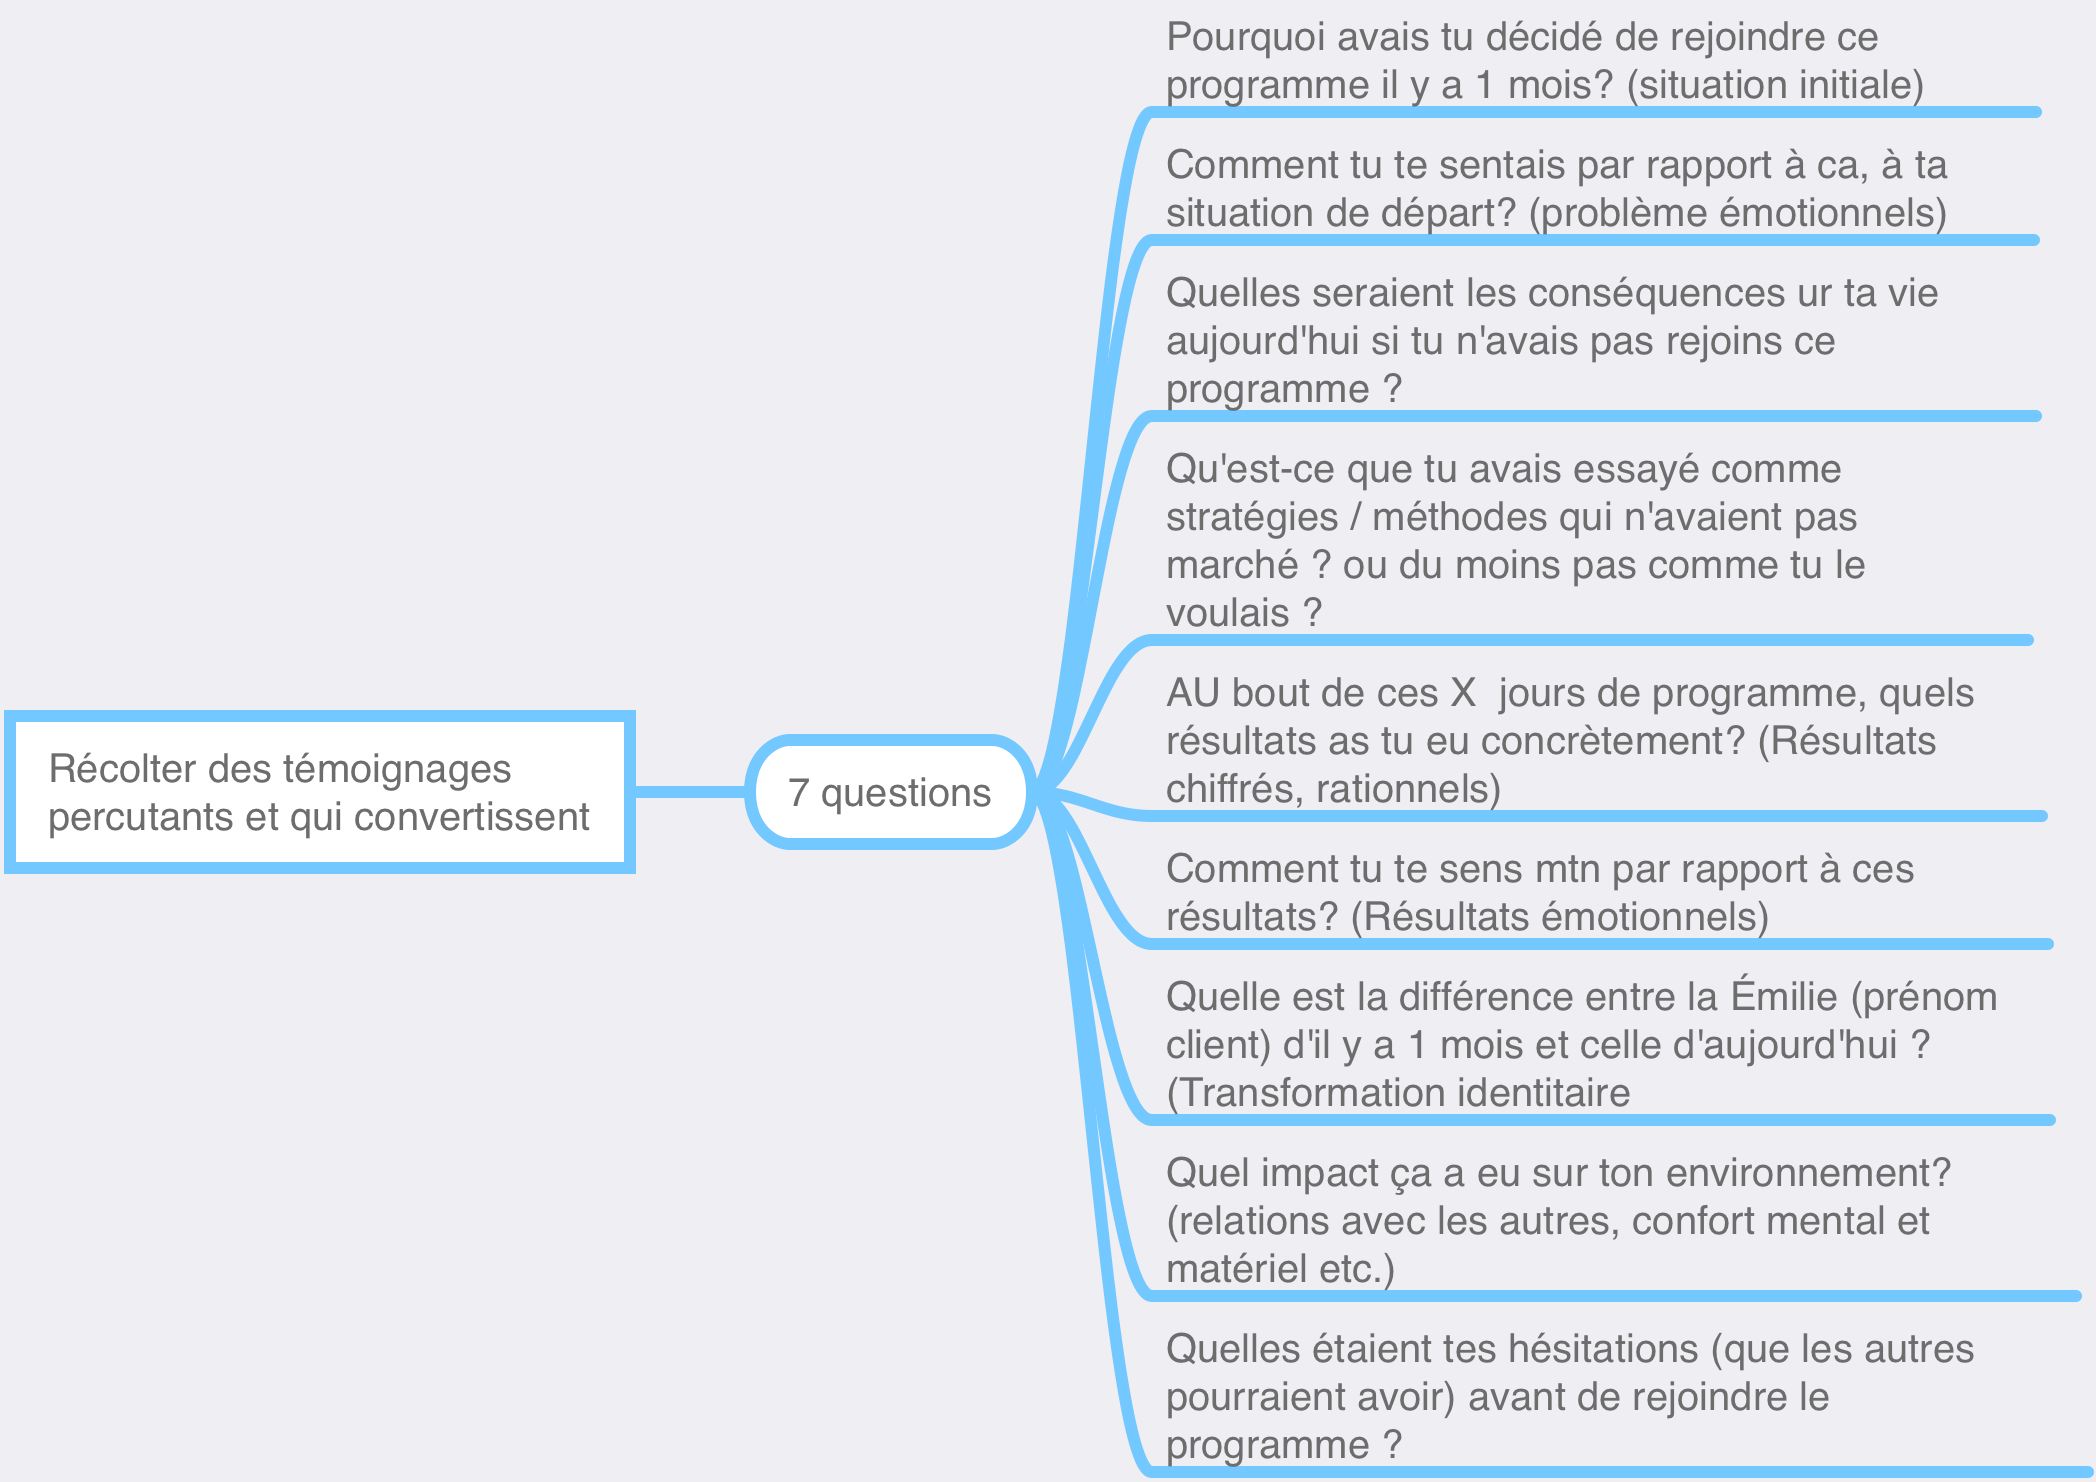 Récolter des témoignages
percutants et qui convertissent
7 questions
Pourquoi avais tu décidé de rejoindre ce
programme il y a 1 mois? (situation initiale)
Comment tu te sentais par rapport à ca, à ta
situation de départ? (problème émotionnels)
Quelles seraient les conséquences ur ta vie
aujourd'hui si tu n'avais pas rejoins ce
programme ?
Qu'est-ce que tu avais essayé comme
stratégies / méthodes qui n'avaient pas
marché ? ou du moins pas comme tu le
voulais ?
AU bout de ces X  jours de programme, quels
résultats as tu eu concrètement? (Résultats
chiffrés, rationnels)
Comment tu te sens mtn par rapport à ces
résultats? (Résultats émotionnels)
Quelle est la différence entre la Émilie (prénom
client) d'il y a 1 mois et celle d'aujourd'hui ?
(Transformation identitaire
Quel impact ça a eu sur ton environnement?
(relations avec les autres, confort mental et
matériel etc.)
Quelles étaient tes hésitations (que les autres
pourraient avoir) avant de rejoindre le
programme ?